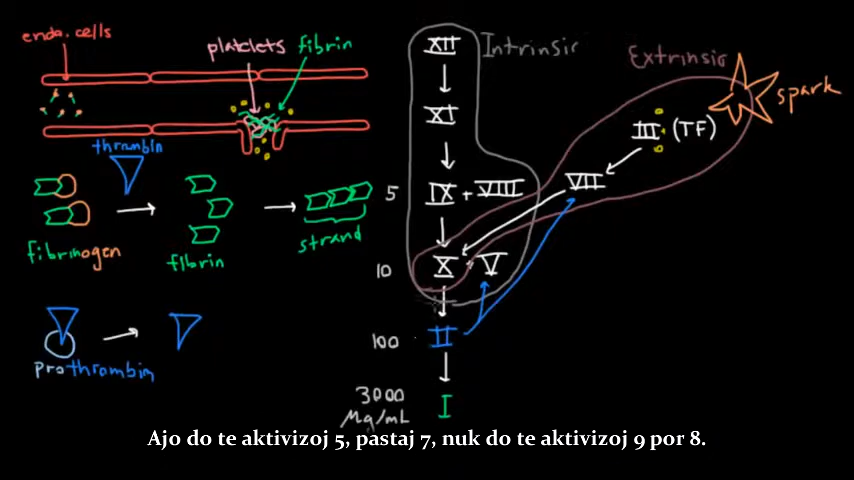 endo. cells
platelets
fibrin
thrombin
fibrinogen
fibrin
strand
prothrombin
XII
Intrinsic
XI
5
IX + VIII
10
X + V
100
II
3000
Mg/mL
I
Extrinsic
spark
III (TF)
VII
Ajo do te aktivizoj 5, pastaj 7, nuk do te aktivizoj 9 por 8.